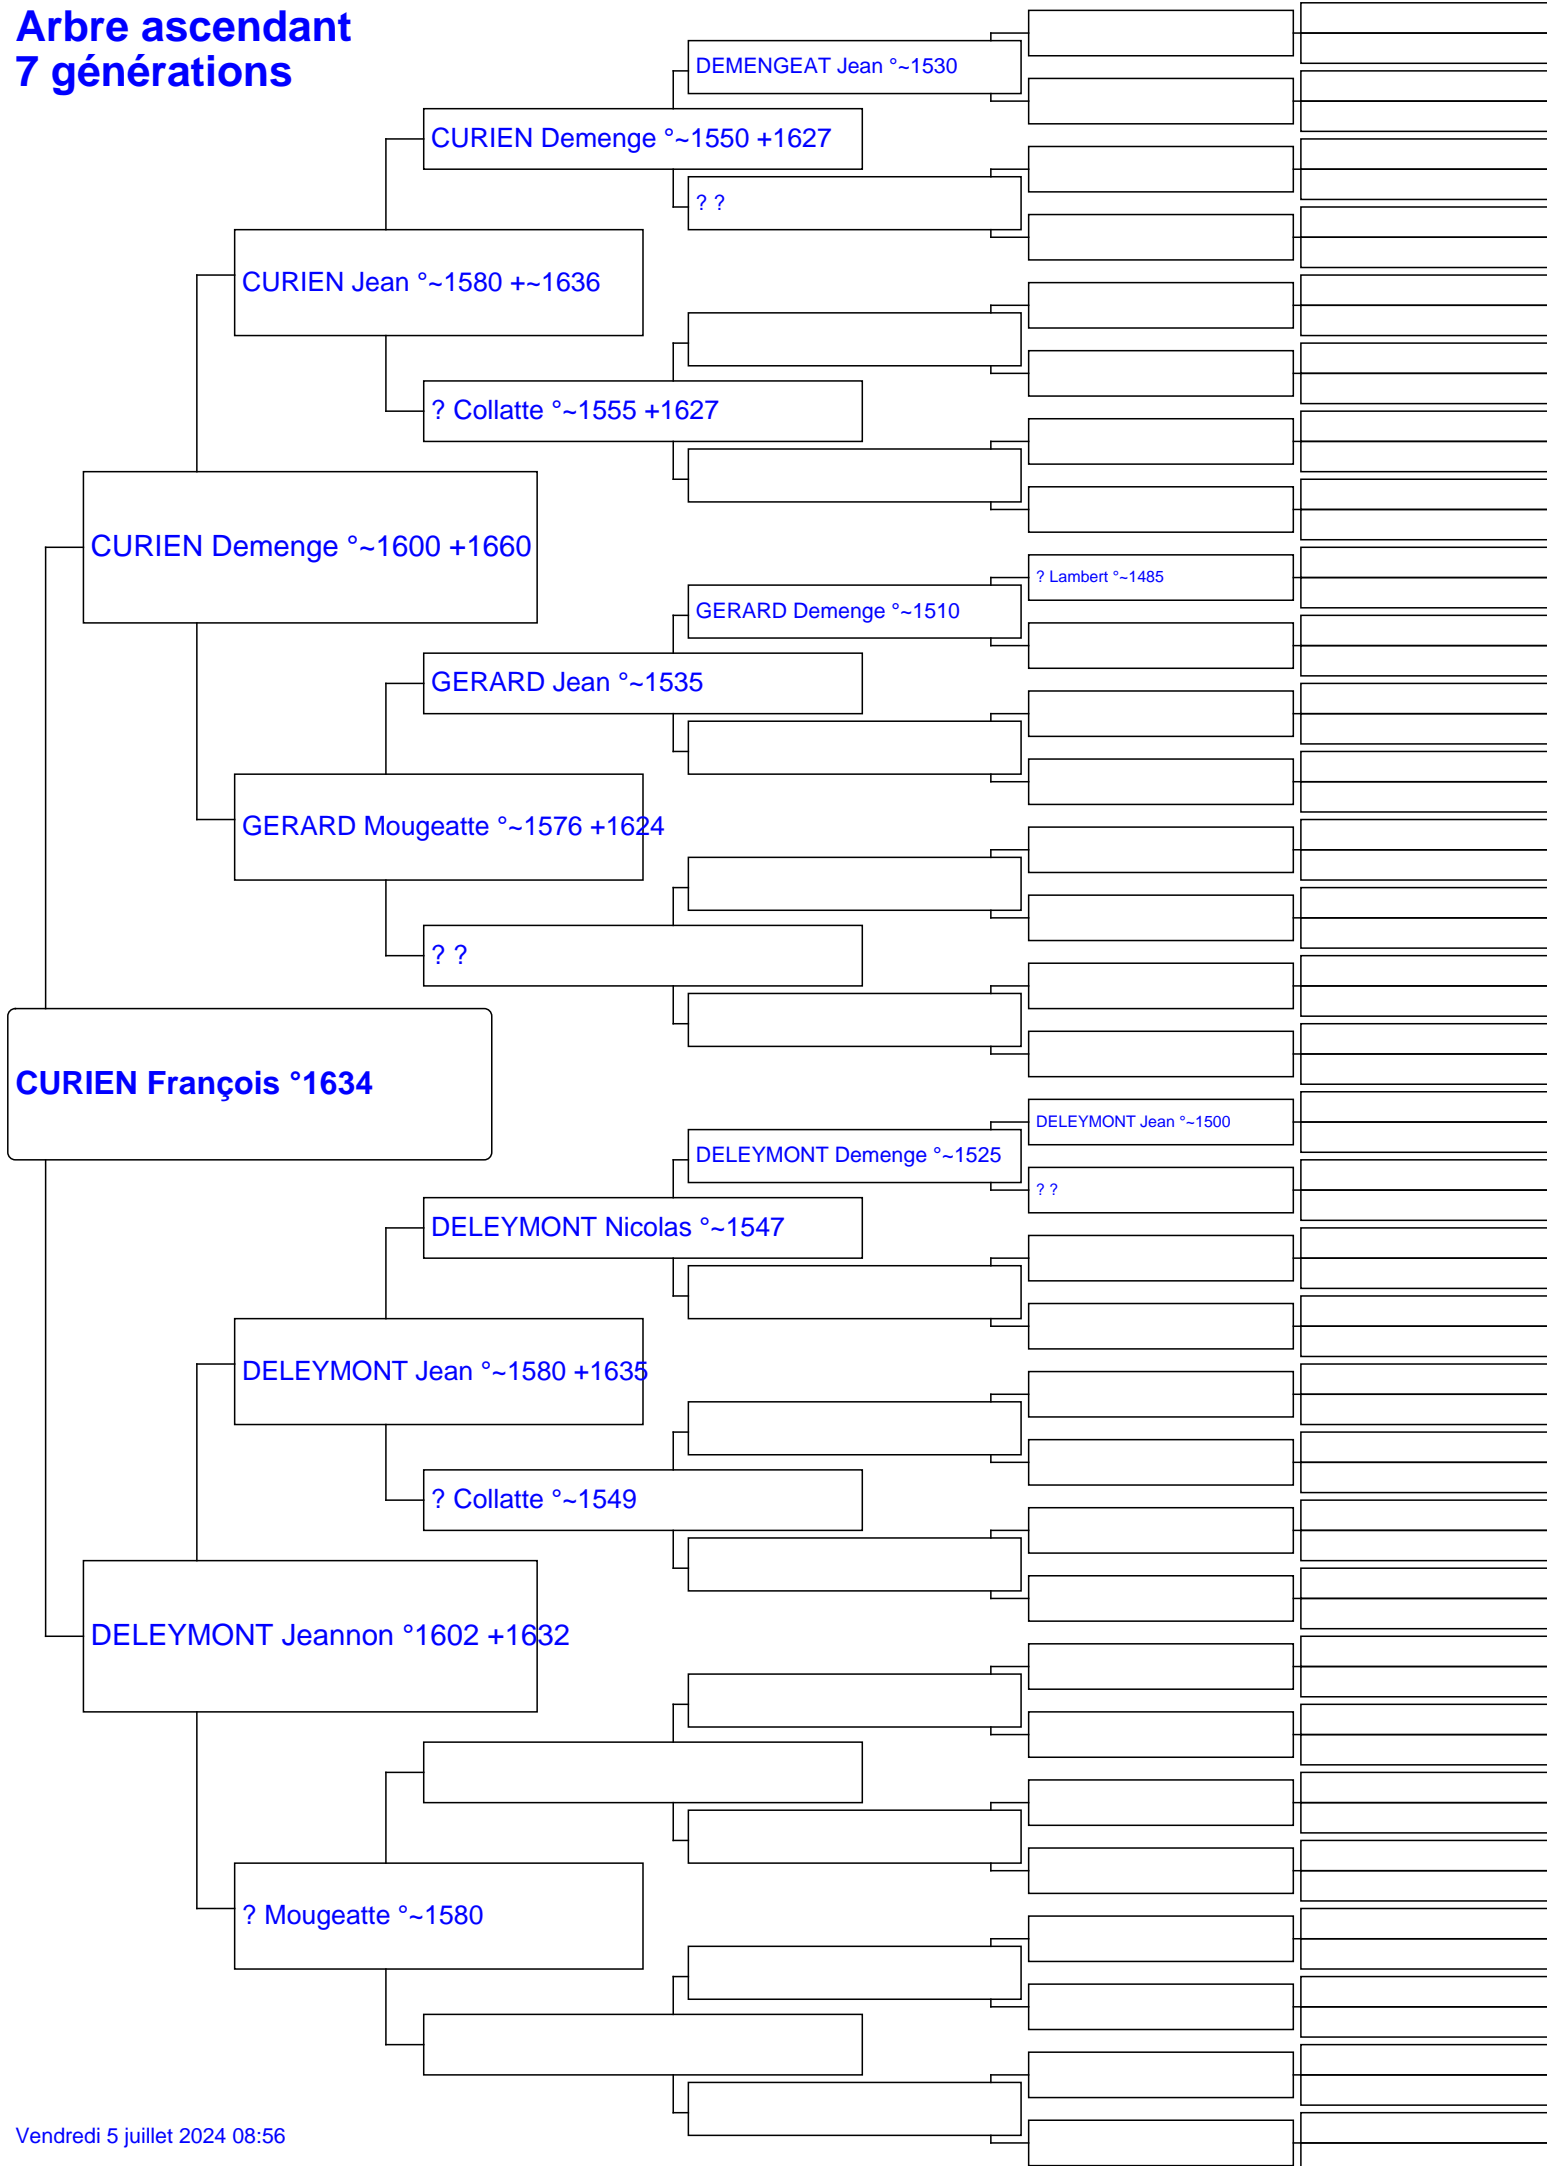 Arbre ascendant
7 générations
DEMENGEAT Jean °~1530
CURIEN Demenge °~1550 +1627
? ?
CURIEN Jean °~1580 +~1636
? Collatte °~1555 +1627
CURIEN Demenge °~1600 +1660
? Lambert °~1485
GERARD Demenge °~1510
GERARD Jean °~1535
GERARD Mougeatte °~1576 +1624
? ?
CURIEN François °1634
DELEYMONT Jean °~1500
DELEYMONT Demenge °~1525
? ?
DELEYMONT Nicolas °~1547
DELEYMONT Jean °~1580 +1635
? Collatte °~1549
DELEYMONT Jeannon °1602 +1632
? Mougeatte °~1580
Vendredi 5 juillet 2024 08:56